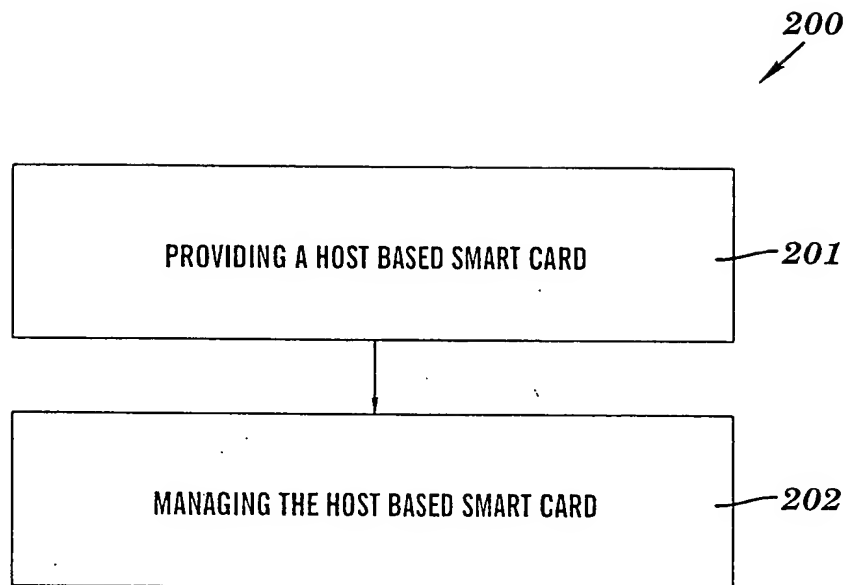 200
PROVIDING A HOST BASED SMART CARD
201
MANAGING THE HOST BASED SMART CARD
202